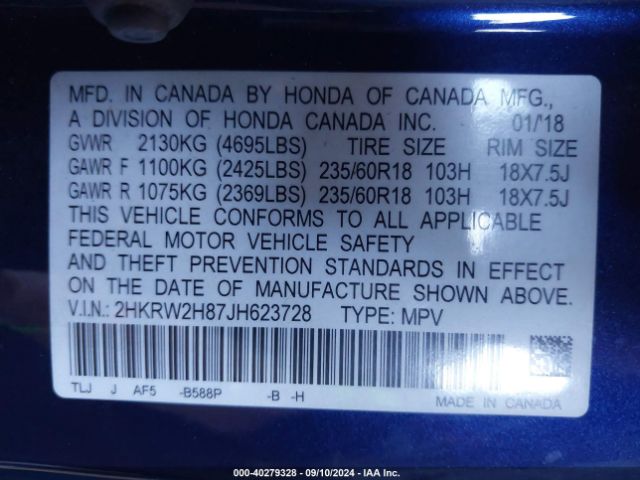 MFD. IN CANADA BY HONDA OF CANADA MFG.,
A DIVISION OF HONDA CANADA INC. 01/'18
GVWR 2130KG (4695LBS) TIRE SIZE RIM SIZE
GAWR F 1100KG (2425LBS) 235/60R18 103H 18X7.5J
GAWR R 1075KG (2369LBS) 235/60R18 103H 18X7.5J
THIS VEHICLE CONFORMS TO ALL APPLICABLE
FEDERAL MOTOR VEHICLE SAFETY
AND THEFT PREVENTION STANDARDS IN EFFECT
ON THE DATE OF MANUFACTURE SHOWN ABOVE.
V.I.N.: 2HKRW2H87JH623728 TYPE: MPV
TLJ J AF5 -B588P -B -H
MADE IN CANADA
000-40279328 - 09/10/2024 - IAA Inc.